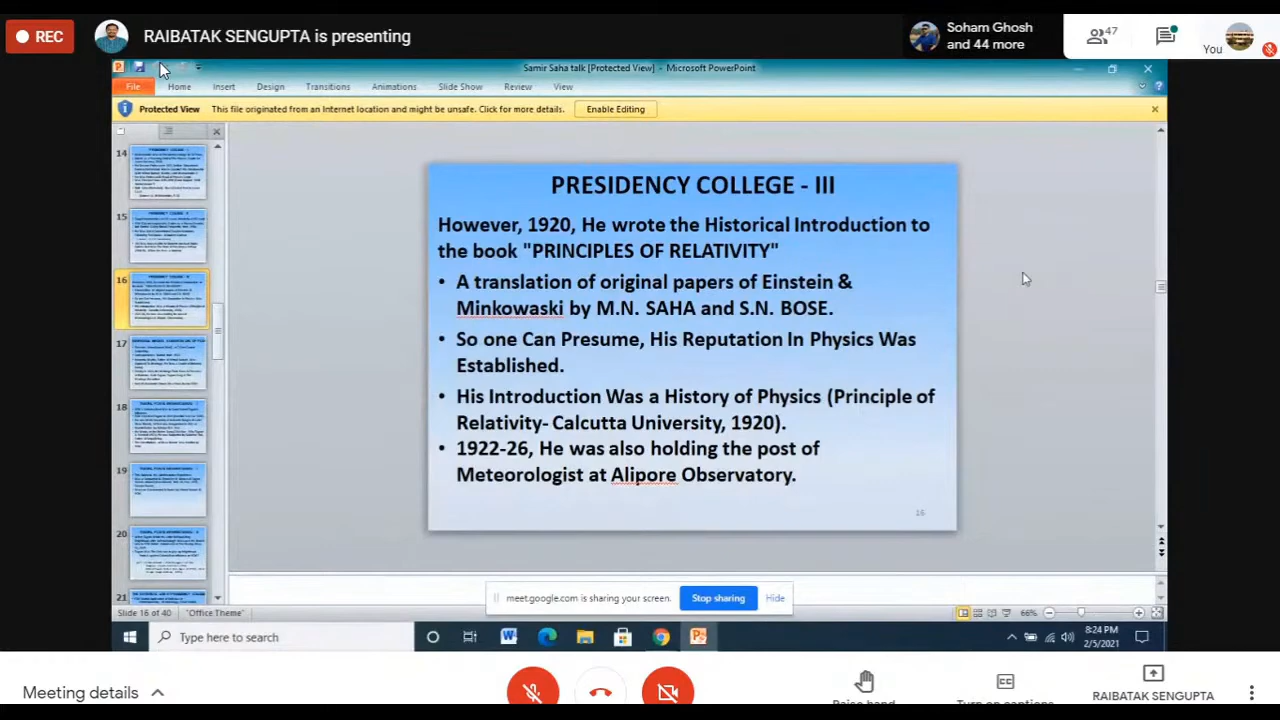 REC
RAIBATAK SENGUPTA is presenting
Soham Ghosh
and 44 more
47
You
Samir Saha talk [Protected View] - Microsoft PowerPoint
File Home Insert Design Transitions Animations Slide Show Review View
Protected View This file originated from an Internet location and might be unsafe. Click for more details. Enable Editing
14
15
16
17
18
19
20
21
PRESIDENCY COLLEGE - III
However, 1920, He wrote the Historical Introduction to
the book "PRINCIPLES OF RELATIVITY"
• A translation of original papers of Einstein&
Minkowaski by M.N. SAHA and S.N. BOSE.
• So one Can Presume, His Reputation In Physics Was
Established.
• His Introduction Was a History of Physics (Principle of
Relativity- Calcutta University, 1920).
• 1922-26, He was also holding the post of
Meteorologist at Alipore Observatory.
16
meet.google.com is sharing your screen. Stop sharing Hide
Slide 16 of 40 "Office Theme" 66%
Type here to search
8:24 PM
2/5/2021
Meeting details
Raise hand
Turn on captions
RAIBATAK SENGUPTA